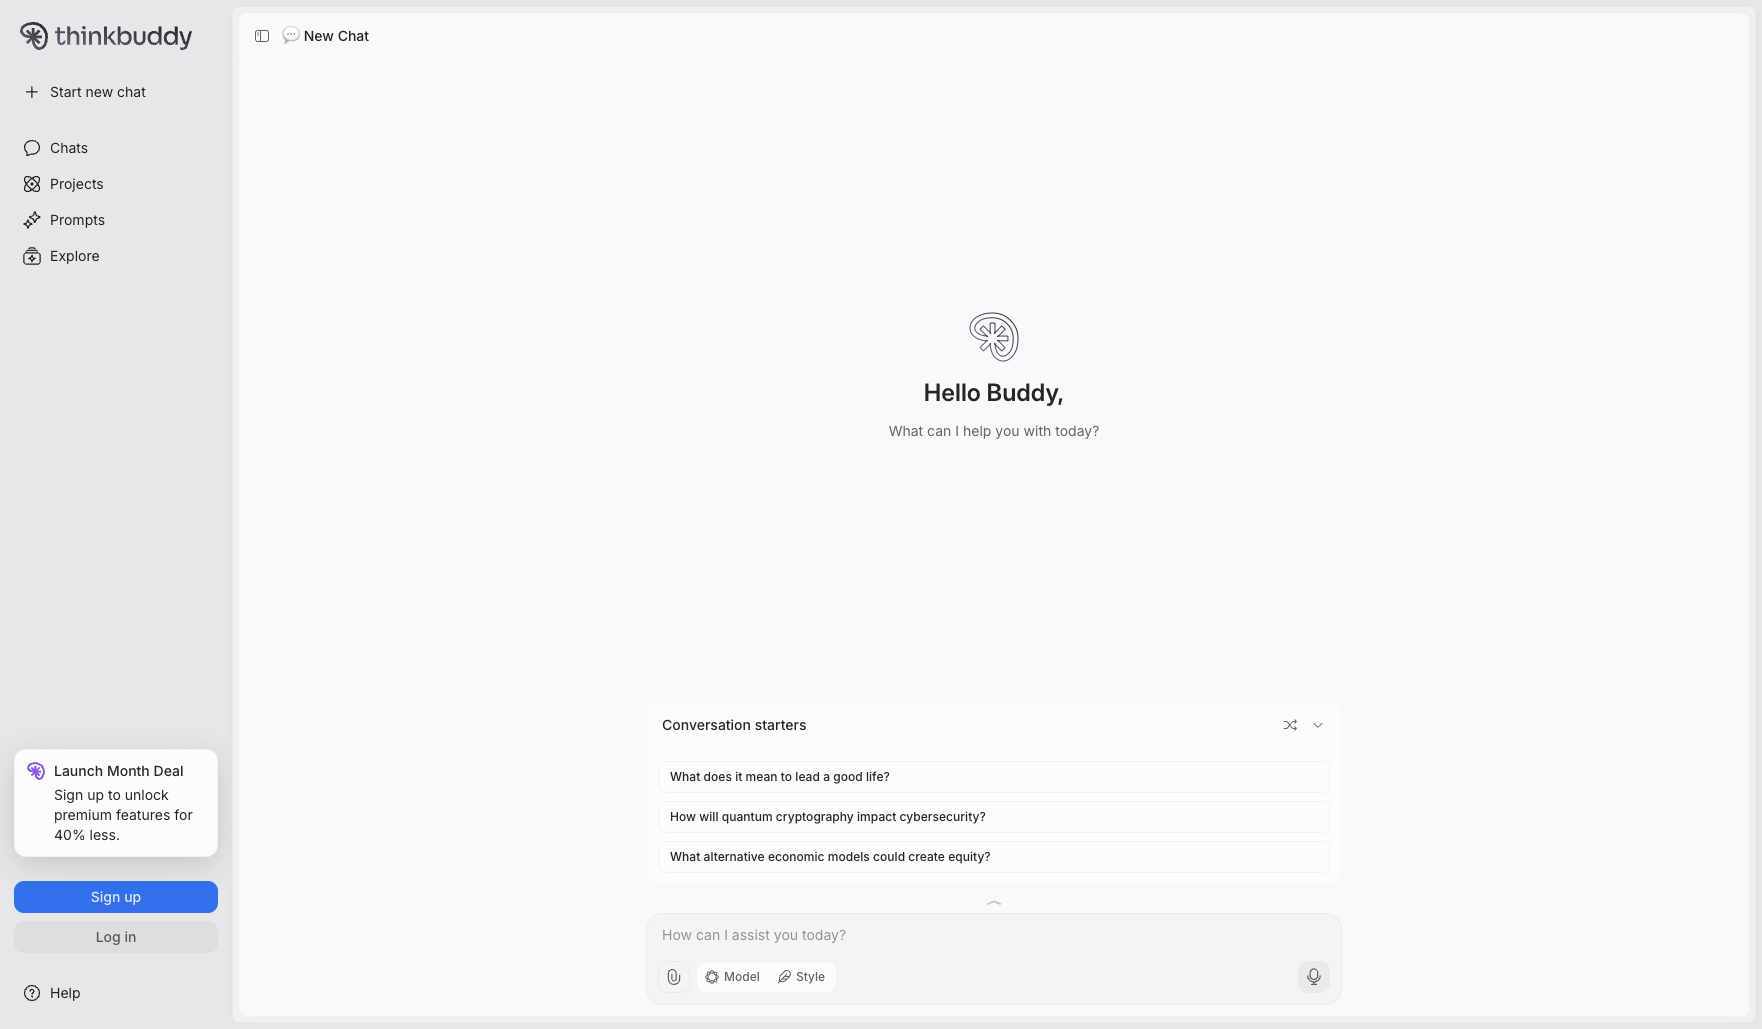 thinkbuddy
Start new chat
Chats
Projects
Prompts
Explore
Launch Month Deal
Sign up to unlock
premium features for
40% less.
Sign up
Log in
Help
New Chat
Hello Buddy,
What can I help you with today?
Conversation starters
What does it mean to lead a good life?
How will quantum cryptography impact cybersecurity?
What alternative economic models could create equity?
How can I assist you today?
Model
Style